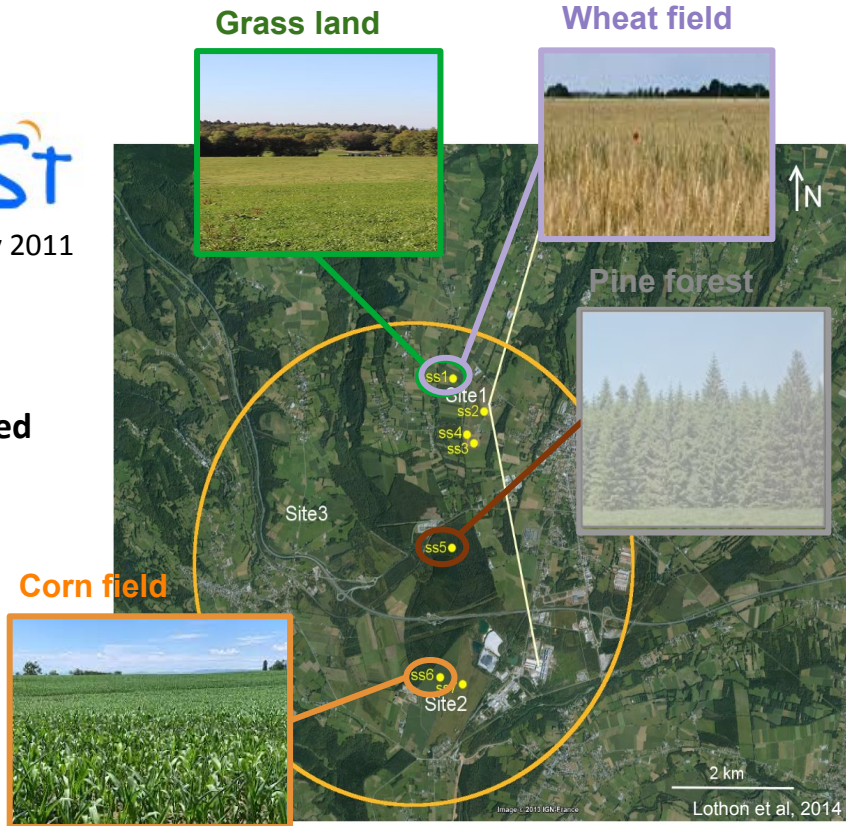 Grass land
Wheat field
St
2011
N
Pine forest
ss1
Site1
ss2
ss4
ss3
ed
Site3
ss5
Corn field
ss6
Site2
2 km
Image © 2013 IGN-France
Lothon et al, 2014